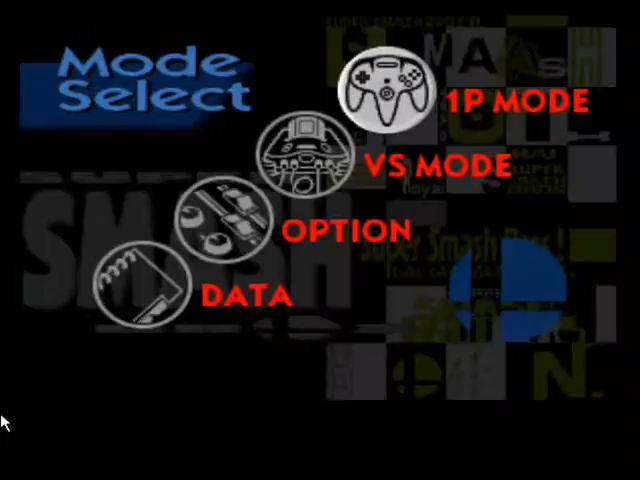 Mode
Select
1P MODE
VS MODE
OPTION
DATA
SMASH
Super Smash Bros!
N.